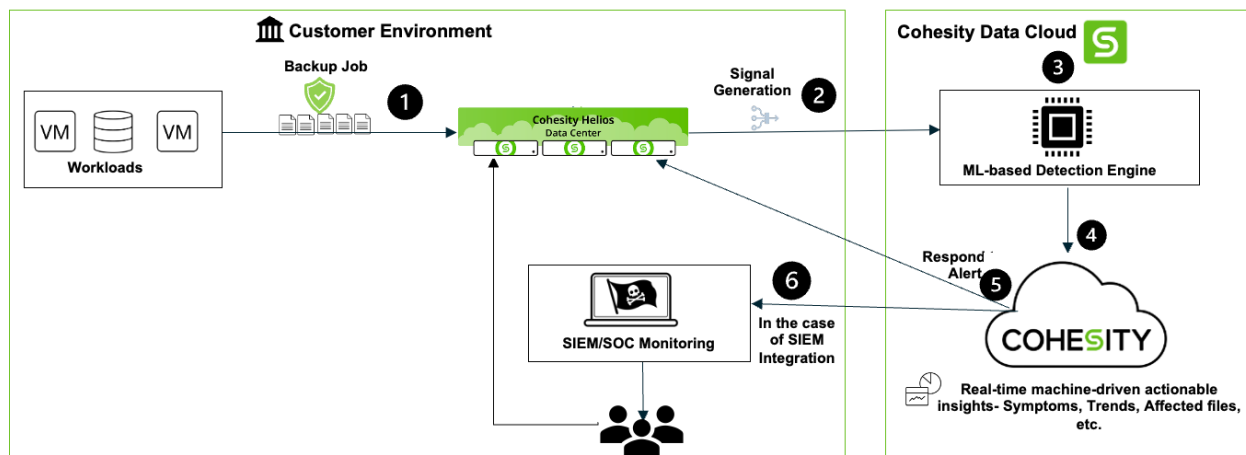 Customer Environment
Backup Job
1
VM
VM
Workloads
Cohesity Helios
Data Center
Signal
Generation
2
Cohesity Data Cloud
3
ML-based Detection Engine
4
Respond
Alert
5
6
In the case
of SIEM
Integration
SIEM/SOC Monitoring
COHESITY
Real-time machine-driven actionable
insights- Symptoms, Trends, Affected files,
etc.